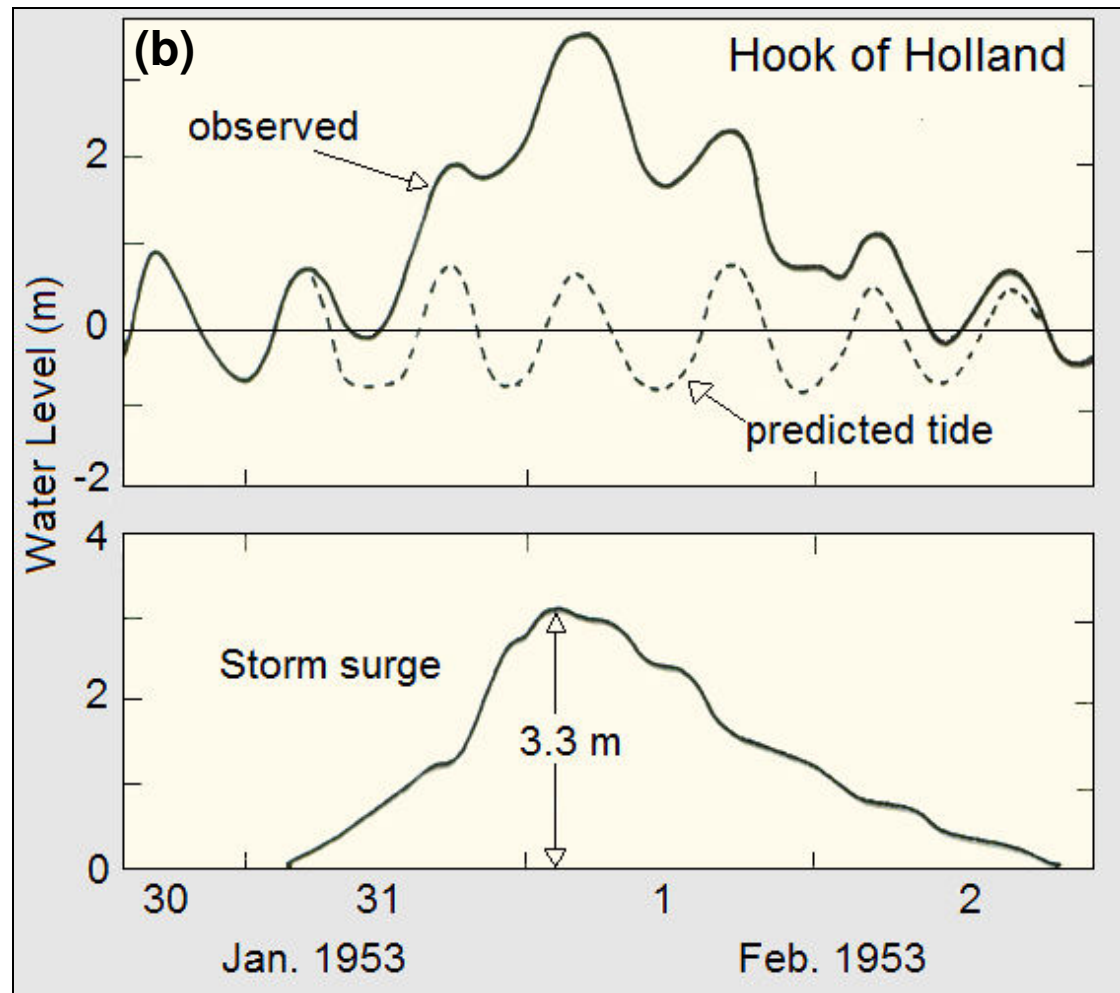 (b)
Hook of Holland
observed
2
0
predicted tide
-2
Water Level (m)
4
Storm surge
2
3.3 m
0
30 31 1 2
Jan. 1953 Feb. 1953